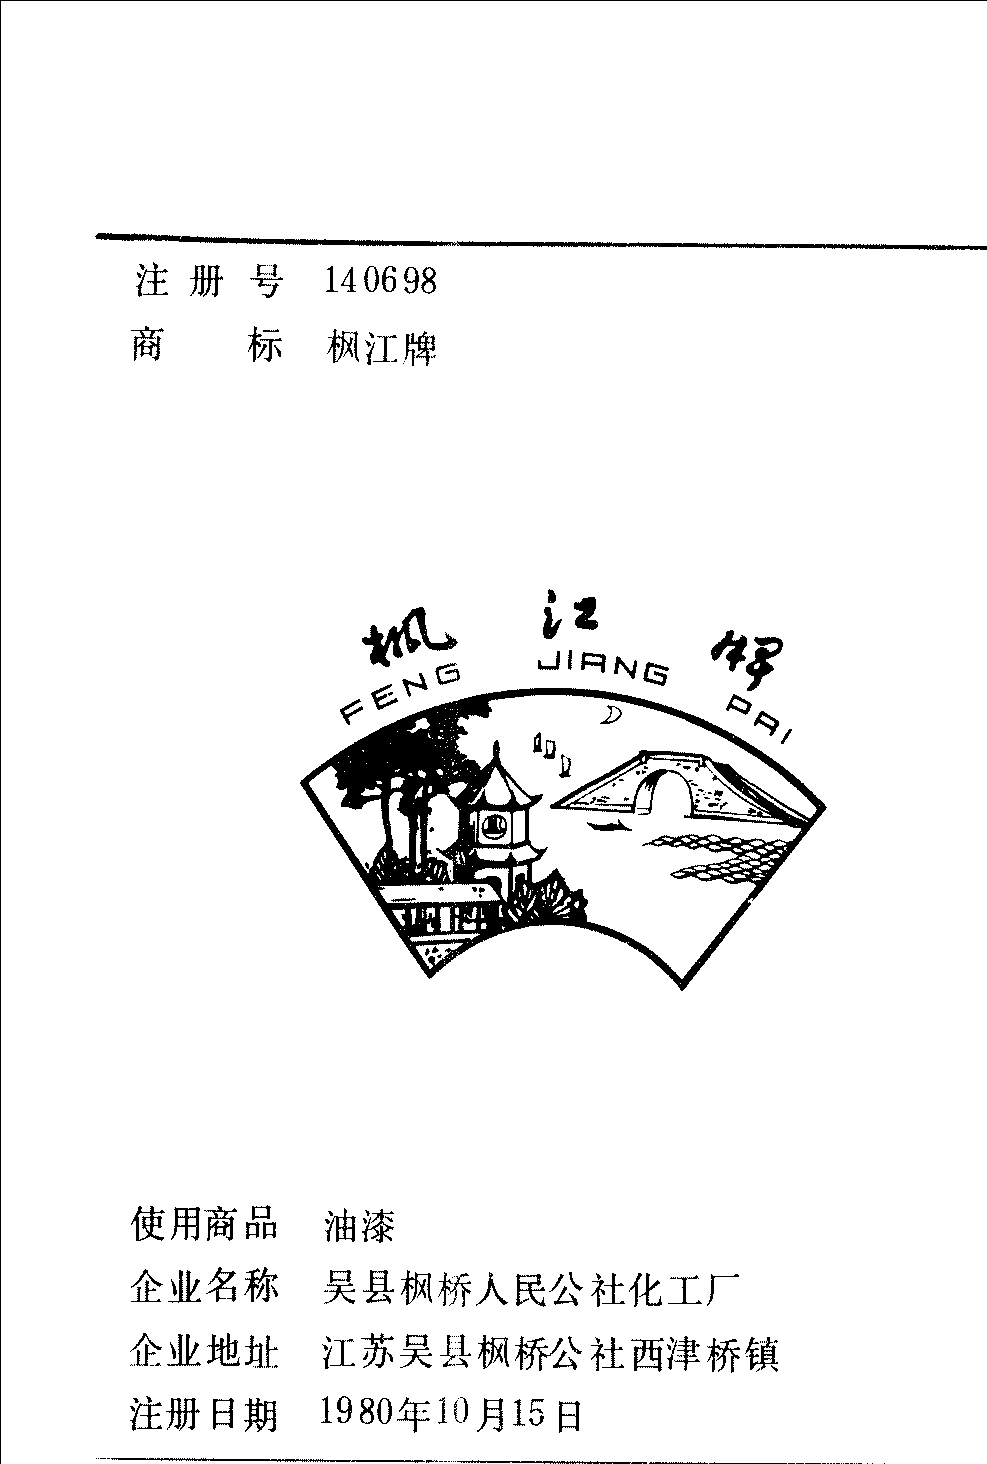 注册号 140698
商标 枫江牌
枫江牌
FENG JIANG PAI
使用商品 油漆
企业名称 吴县枫桥人民公社化工厂
企业地址 江苏吴县枫桥公社西津桥镇
注册日期 1980年10月15日